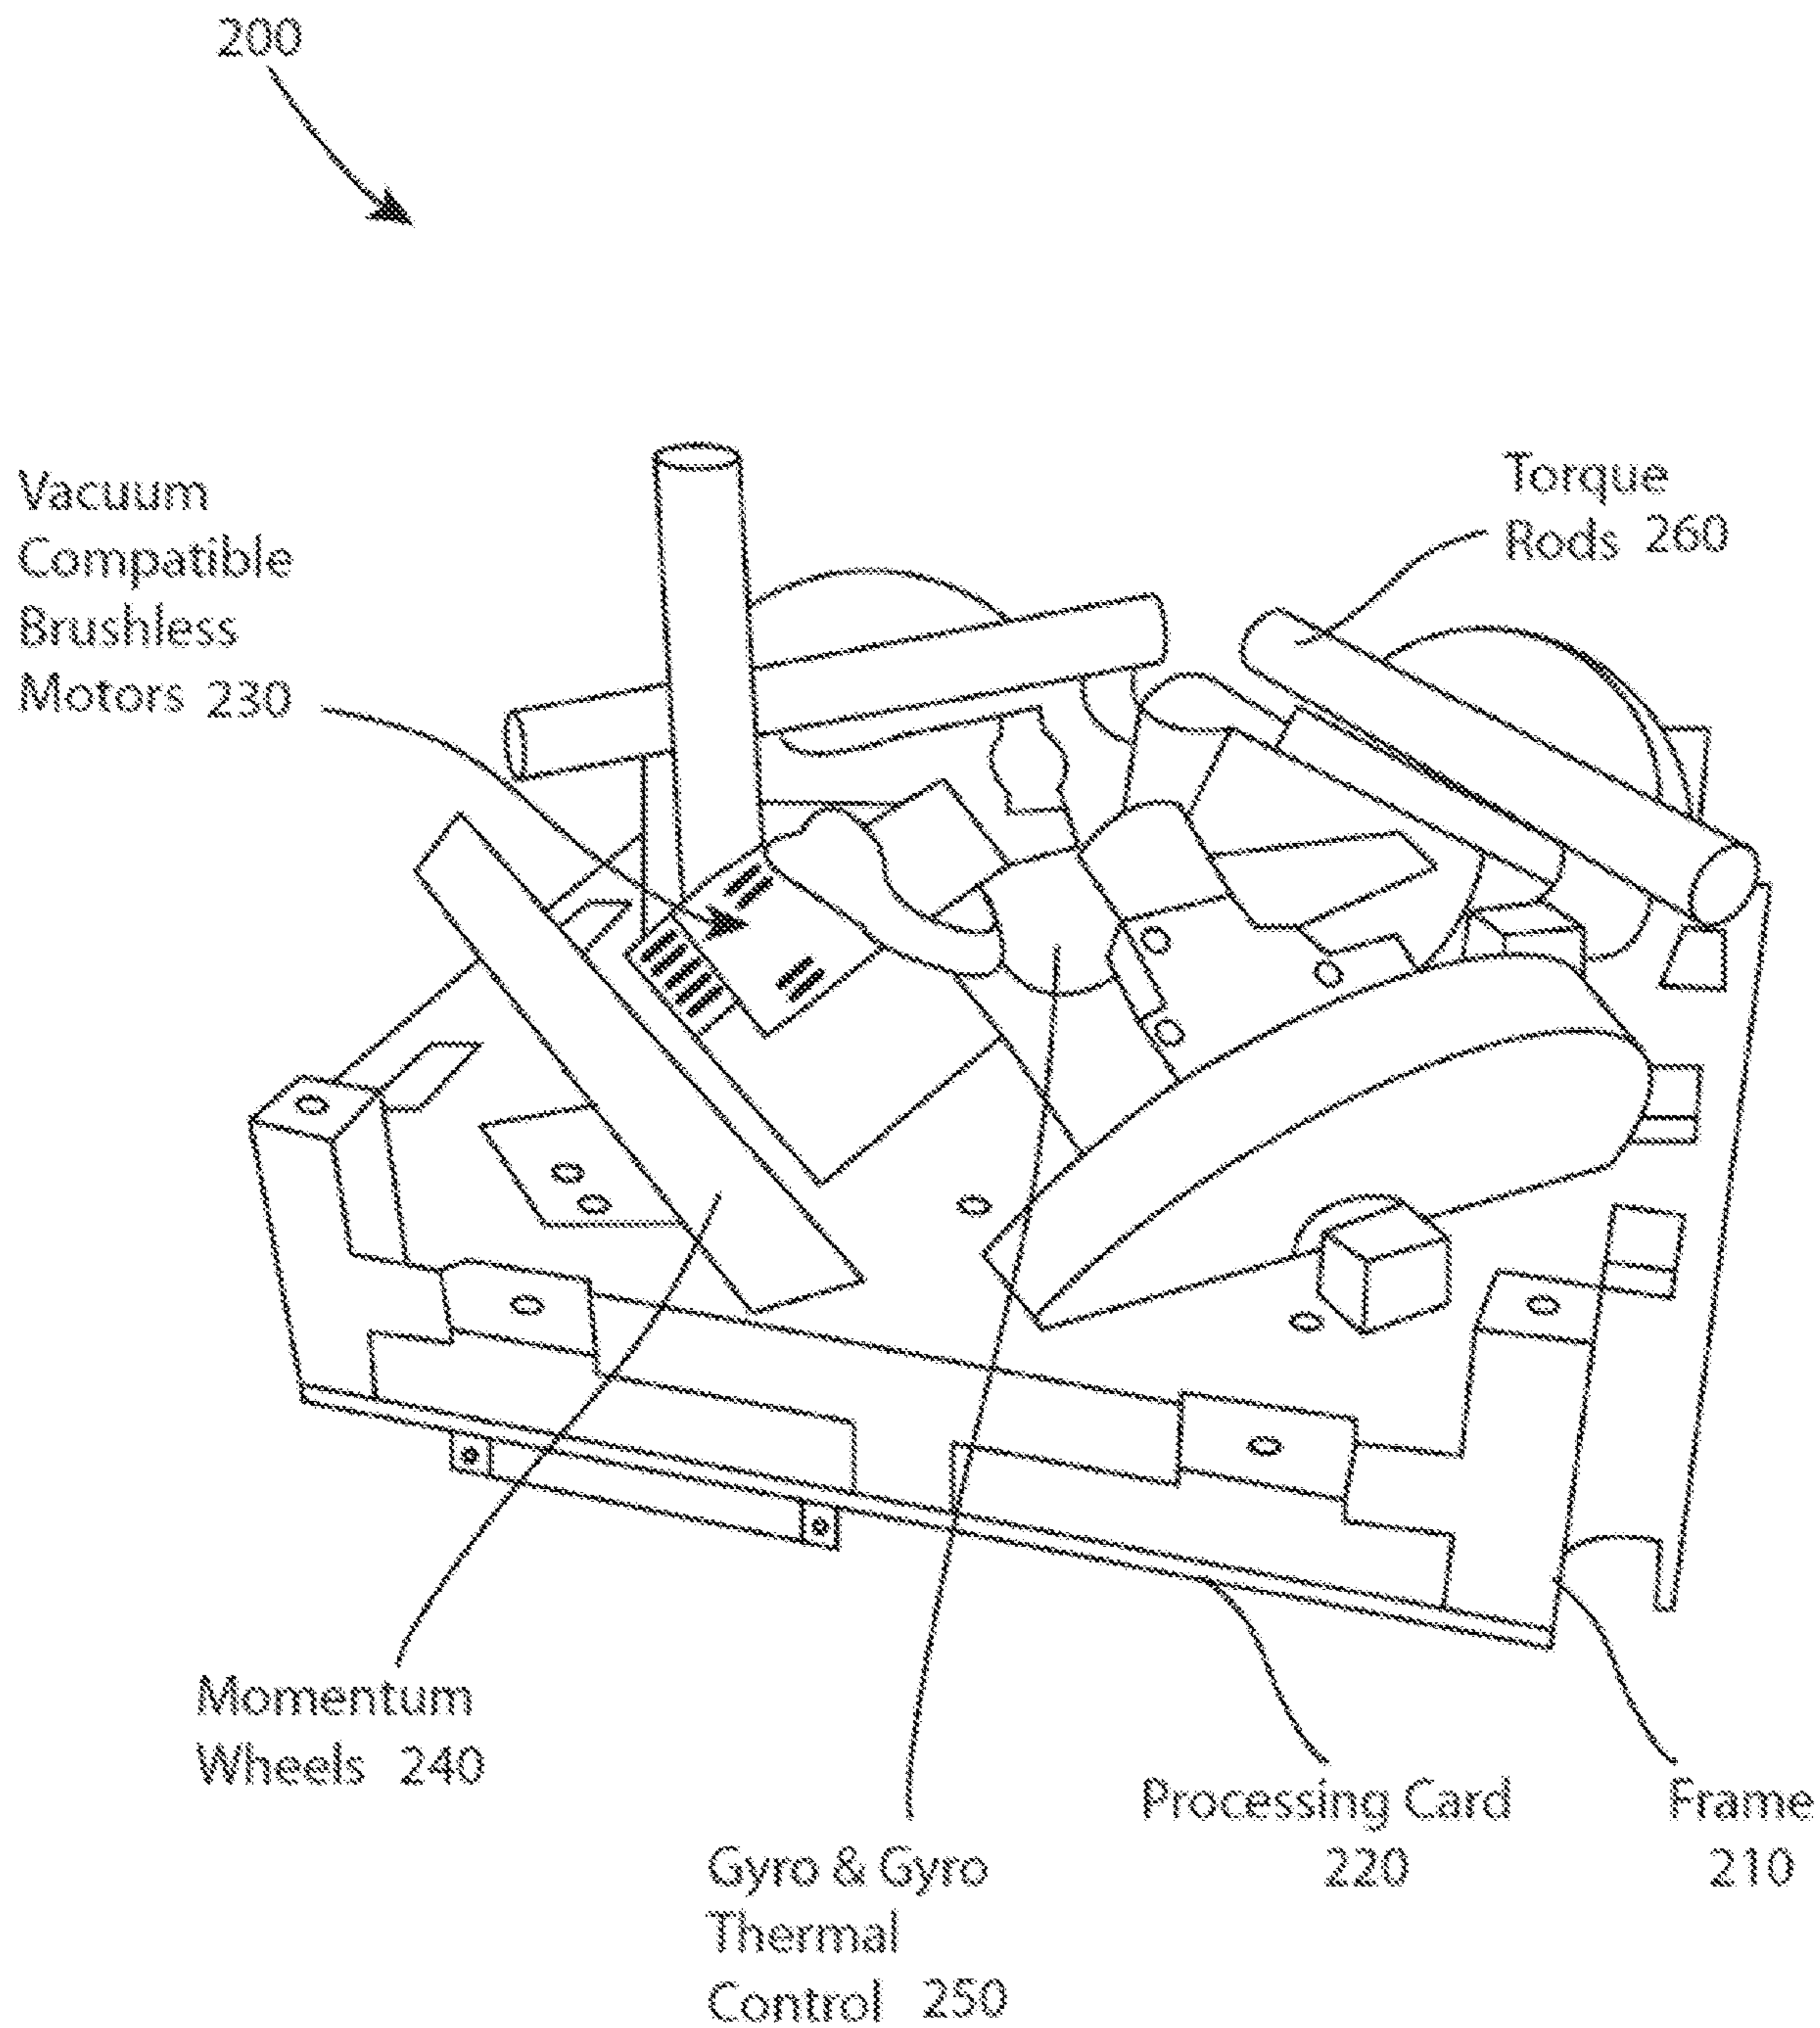 200
Vacuum
Compatible
Brushless
Motors 230
Torque
Rods 260
Momentum
Wheels 240
Gyro & Gyro
Thermal
Control 250
Processing Card
220
Frame
210